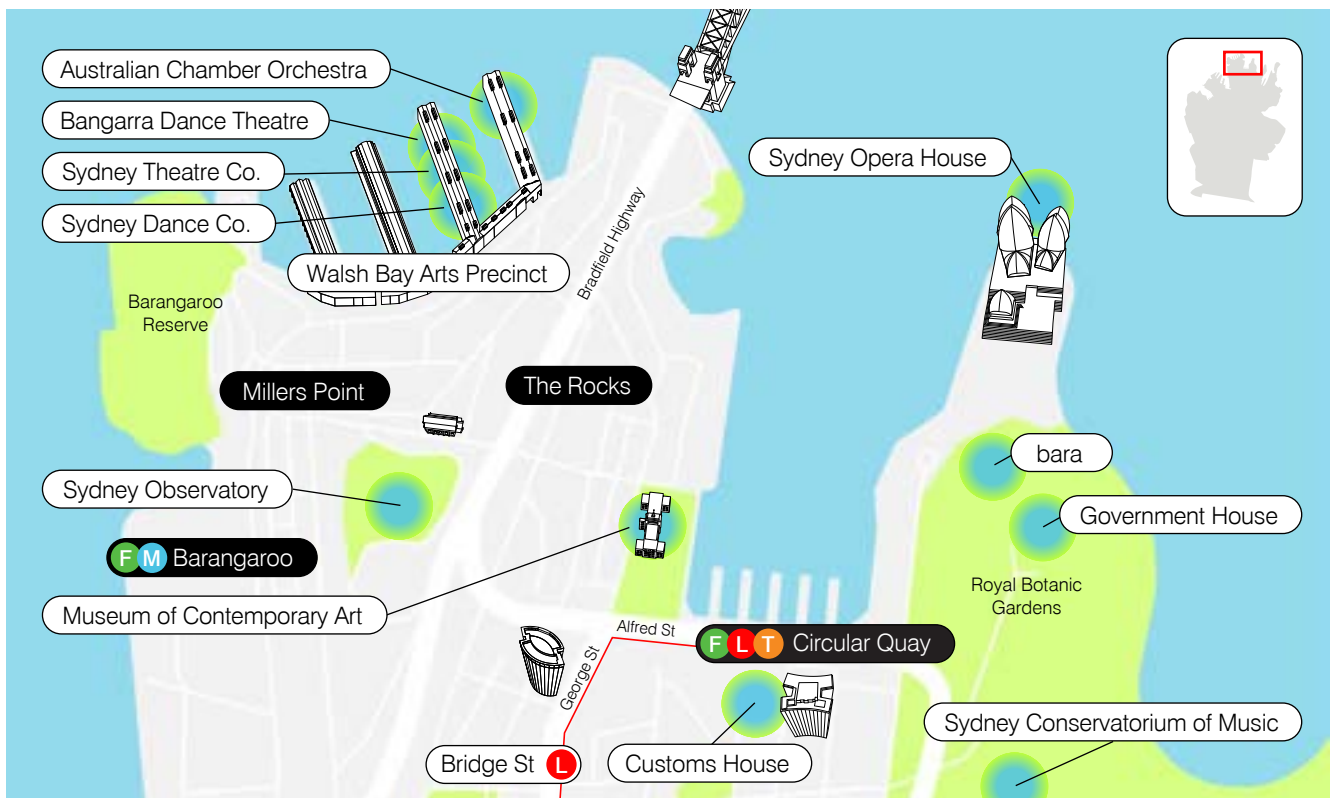 Australian Chamber Orchestra
Bangarra Dance Theatre
Sydney Theatre Co.
Sydney Dance Co.
Walsh Bay Arts Precinct
Bradfield Highway
Sydney Opera House
Barangaroo
Reserve
Millers Point
The Rocks
bara
Sydney Observatory
Government House
F M Barangaroo
Royal Botanic
Gardens
Museum of Contemporary Art
Alfred St
F L T Circular Quay
George St
Sydney Conservatorium of Music
Bridge St L
Customs House